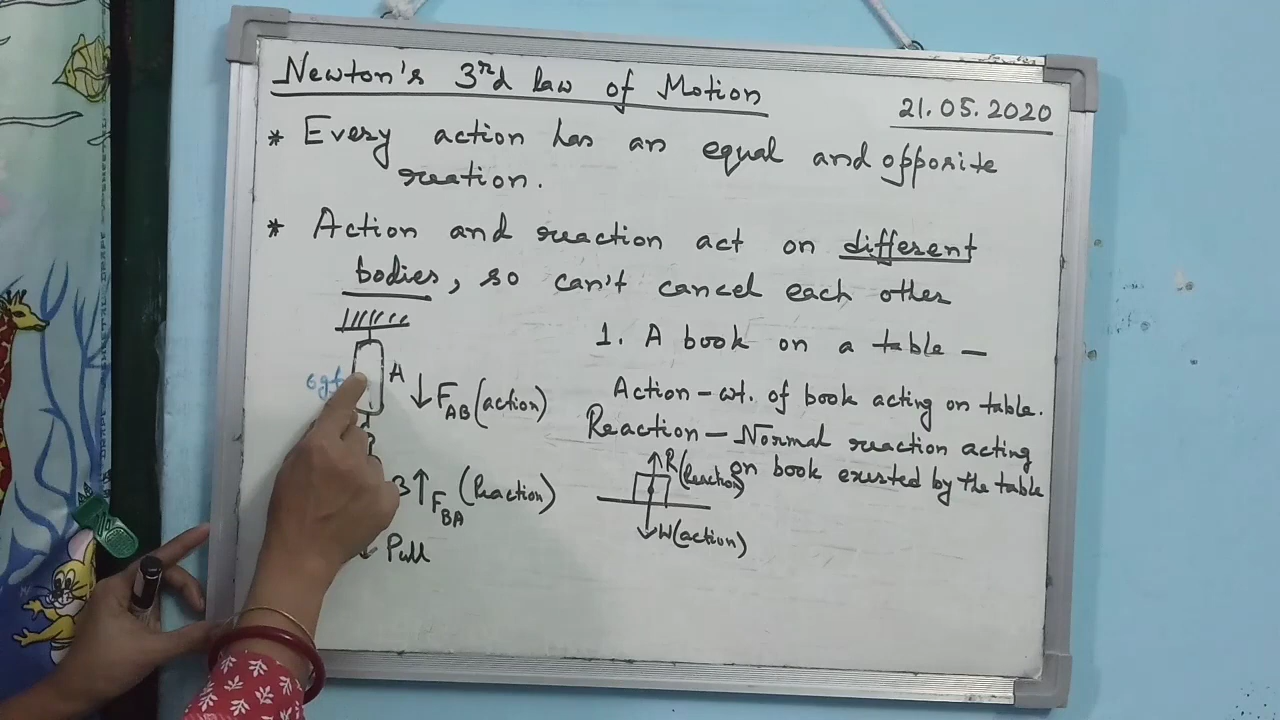 Newton's 3rd law of Motion
21.05.2020
* Every action has an equal and opposite
reation.
* Action and reaction act on different
bodies, so can't cancel each other
1. A book on a table –
Action – wt. of book acting on table.
Reaction – Normal reaction acting
on book exerted by the table
A
F_AB (action)
B
F_BA (Reaction)
Pull
R (Reaction)
W (action)